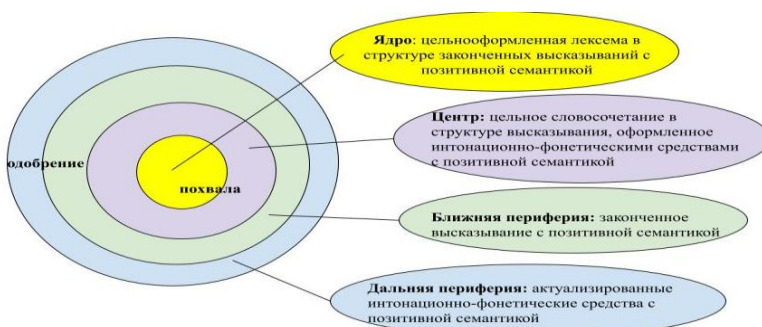 одобрение
похвала
Ядро: цельнооформленная лексема в
структуре законченных высказываний с
позитивной семантикой
Центр: цельное словосочетание в
структуре высказывания, оформленное
интонационно-фонетическими средствами
с позитивной семантикой
Ближняя периферия: законченное
высказывание с позитивной семантикой
Дальняя периферия: актуализированные
интонационно-фонетические средства с
позитивной семантикой